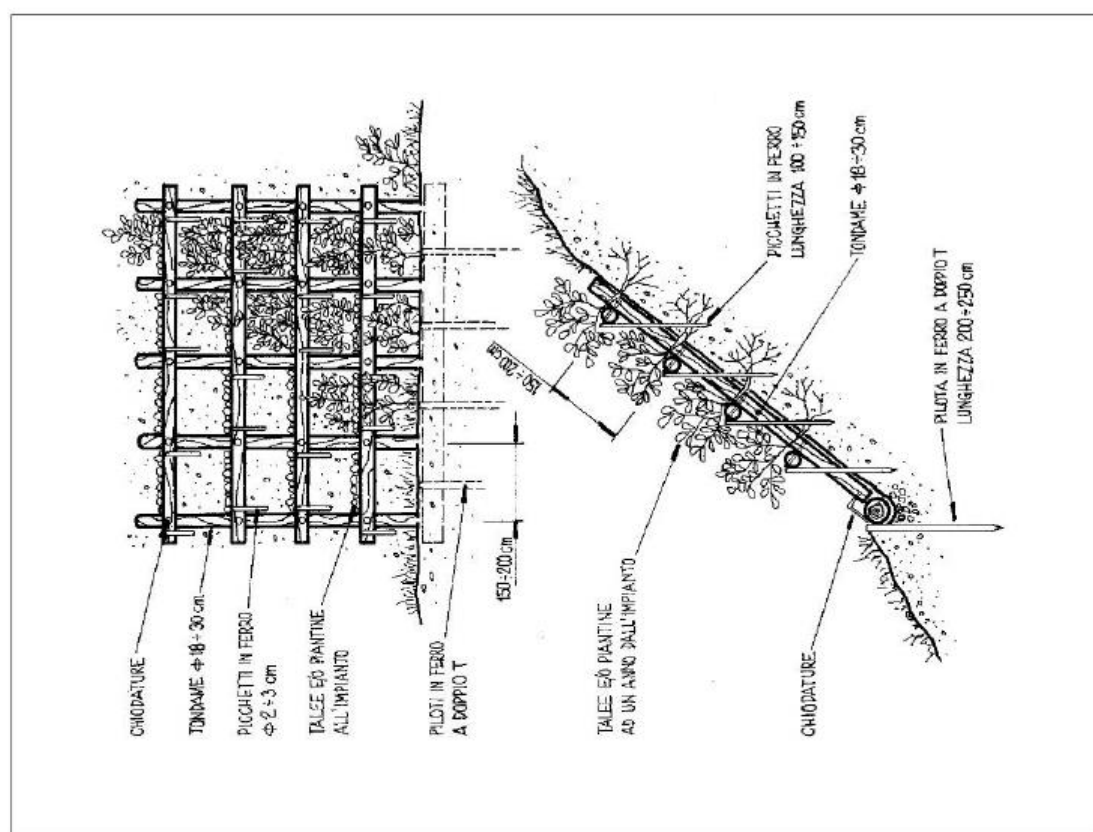 CHIODATURE
TONDAME Φ 18÷30 cm
PICCHETTI IN FERRO
Φ 2÷3 cm
TALEE E/O PIANTINE
ALL'IMPIANTO
PILOTI IN FERRO
A DOPPIO T
150÷200 cm
TALEE E/O PIANTINE
AD UN ANNO DALL'IMPIANTO
CHIODATURE
150÷200 cm
PICCHETTI IN FERRO
LUNGHEZZA 100÷150 cm
TONDAME Φ 18÷30 cm
PILOTA IN FERRO A DOPPIO T
LUNGHEZZA 200÷250 cm